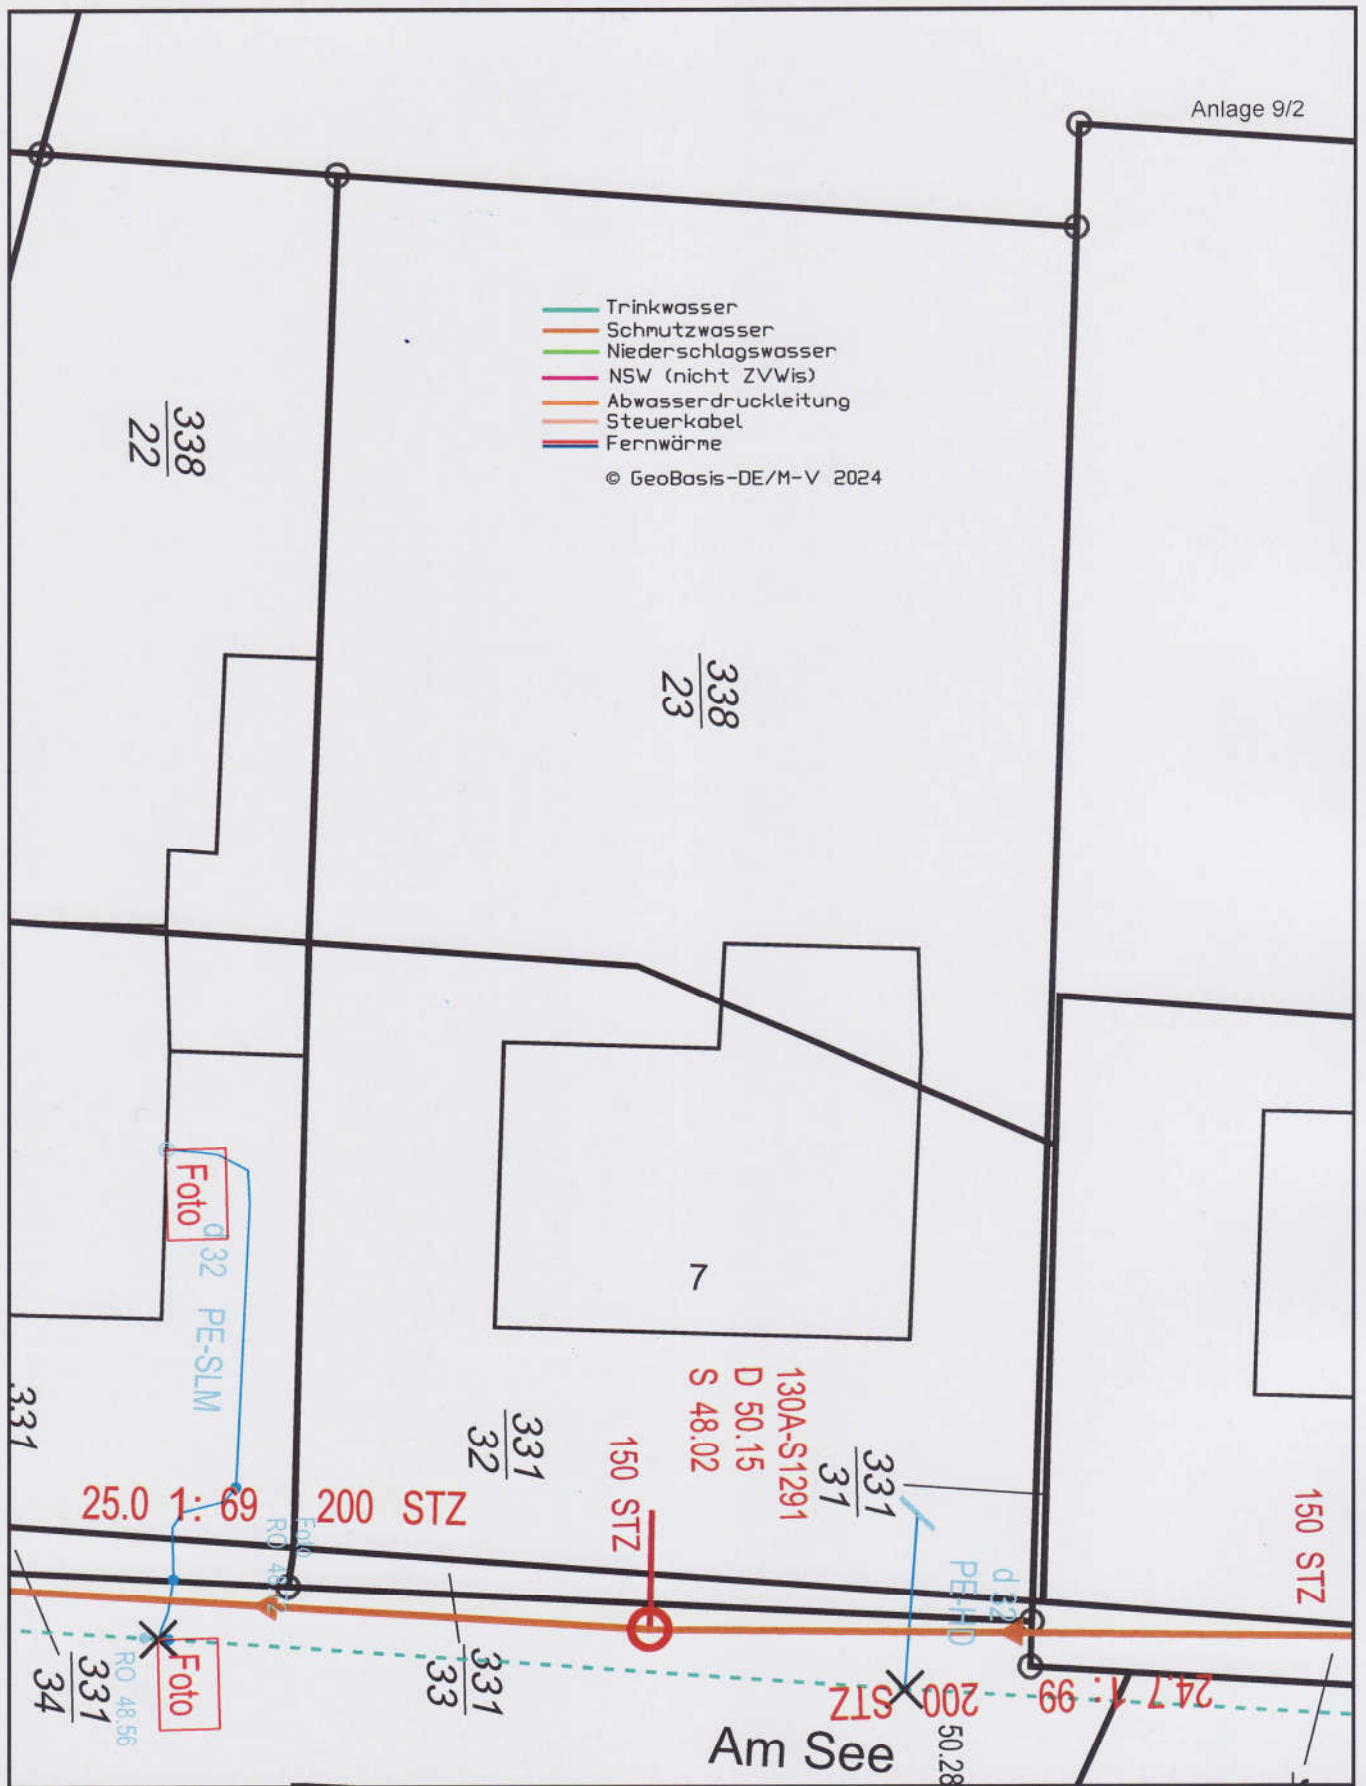 Anlage 9/2
Trinkwasser
Schmutzwasser
Niederschlagswasser
NSW (nicht ZVWis)
Abwasserdruckleitung
Steuerkabel
Fernwärme
© GeoBasis-DE/M-V 2024
338
22
338
23
Foto
d 32 PE-SLM
7
130A-S1291
D 50.15
S 48.02
331
331
32
331
31
150 STZ
150 STZ
25.0 1:69
200 STZ
Foto
d 32
PE-HD
Foto
RO 48.56
331
34
331
33
200 STZ
24.7 1:99
Am See
50.28